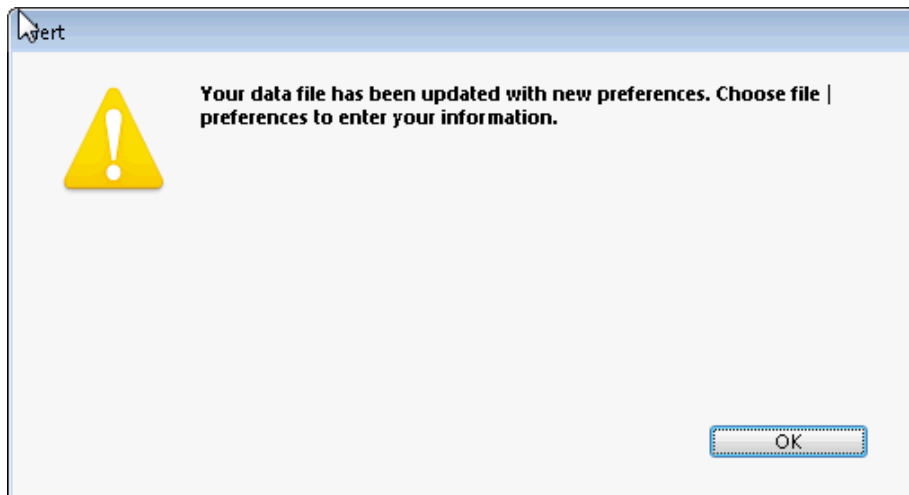 Your data file has been updated with new preferences. Choose file |
preferences to enter your information.
OK